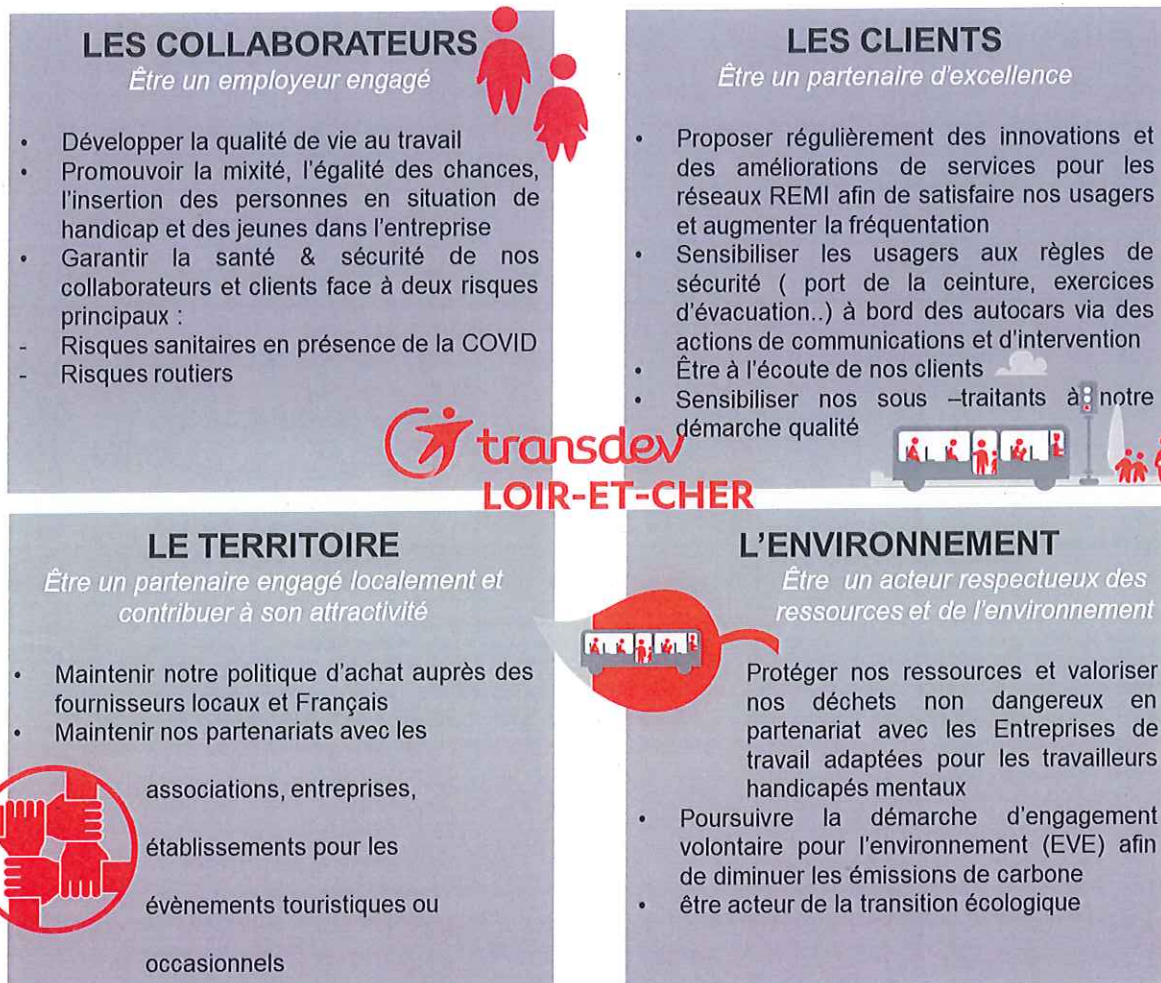 LES COLLABORATEURS
Être un employeur engagé
• Développer la qualité de vie au travail
• Promouvoir la mixité, l'égalité des chances,
l'insertion des personnes en situation de
handicap et des jeunes dans l'entreprise
• Garantir la santé & sécurité de nos
collaborateurs et clients face à deux risques
principaux :
- Risques sanitaires en présence de la COVID
- Risques routiers
LES CLIENTS
Être un partenaire d'excellence
• Proposer régulièrement des innovations et
des améliorations de services pour les
réseaux REMI afin de satisfaire nos usagers
et augmenter la fréquentation
• Sensibiliser les usagers aux règles de
sécurité ( port de la ceinture, exercices
d'évacuation..) à bord des autocars via des
actions de communications et d'intervention
• Être à l'écoute de nos clients
• Sensibiliser nos sous –traitants à notre
démarche qualité
transdev
LOIR-ET-CHER
LE TERRITOIRE
Être un partenaire engagé localement et
contribuer à son attractivité
• Maintenir notre politique d'achat auprès des
fournisseurs locaux et Français
• Maintenir nos partenariats avec les
associations, entreprises,
établissements pour les
évènements touristiques ou
occasionnels
L'ENVIRONNEMENT
Être un acteur respectueux des
ressources et de l'environnement
Protéger nos ressources et valoriser
nos déchets non dangereux en
partenariat avec les Entreprises de
travail adaptées pour les travailleurs
handicapés mentaux
• Poursuivre la démarche d'engagement
volontaire pour l'environnement (EVE) afin
de diminuer les émissions de carbone
• être acteur de la transition écologique